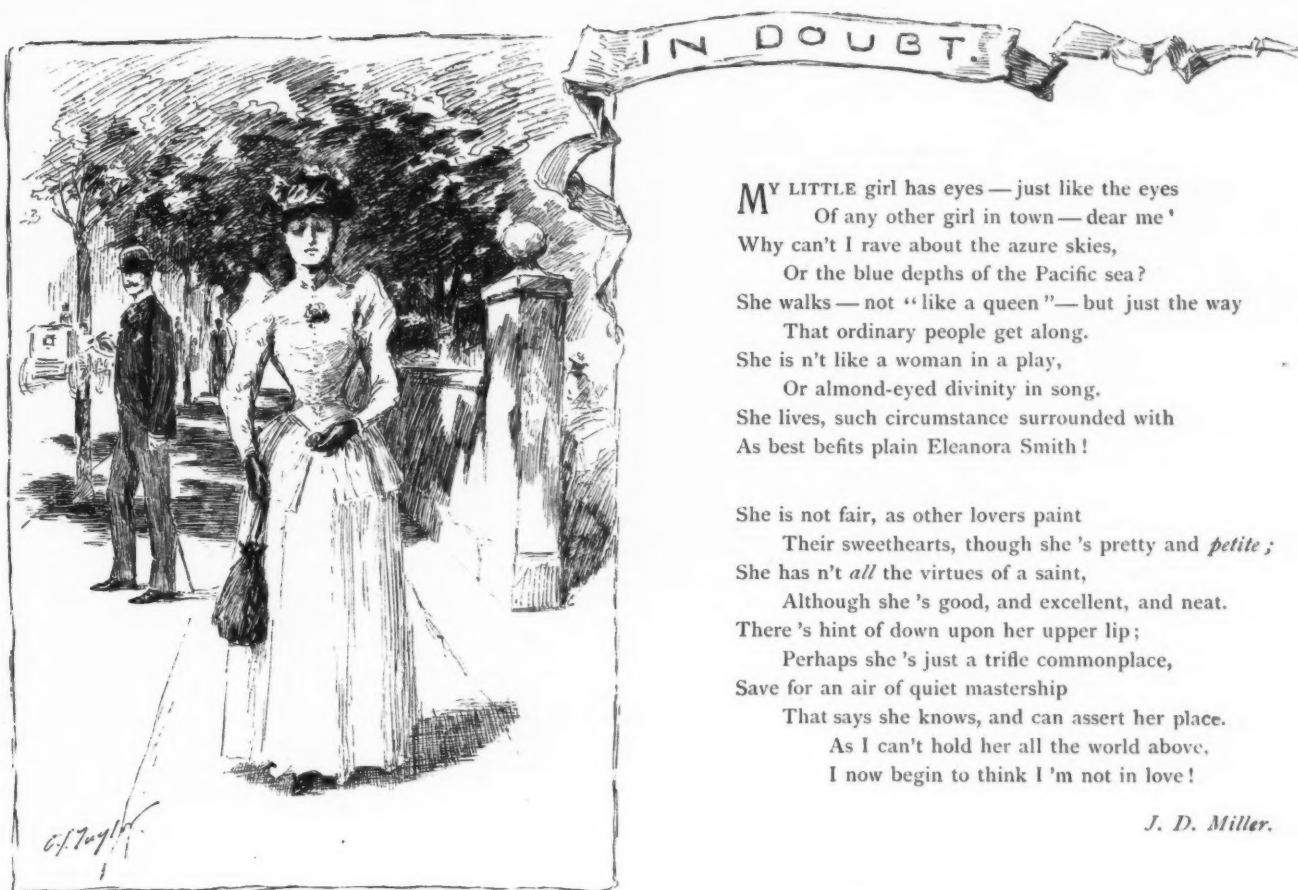 IN DOUBT.
MY LITTLE girl has eyes — just like the eyes
Of any other girl in town — dear me'
Why can't I rave about the azure skies,
Or the blue depths of the Pacific sea?
She walks — not "like a queen" — but just the way
That ordinary people get along.
She is n't like a woman in a play,
Or almond-eyed divinity in song.
She lives, such circumstance surrounded with
As best befits plain Eleanora Smith!
She is not fair, as other lovers paint
Their sweethearts, though she 's pretty and petite;
She has n't all the virtues of a saint,
Although she 's good, and excellent, and neat.
There 's hint of down upon her upper lip;
Perhaps she 's just a trifle commonplace,
Save for an air of quiet mastership
That says she knows, and can assert her place.
As I can't hold her all the world above,
I now begin to think I 'm not in love!
J. D. Miller.
C.J. Taylor.